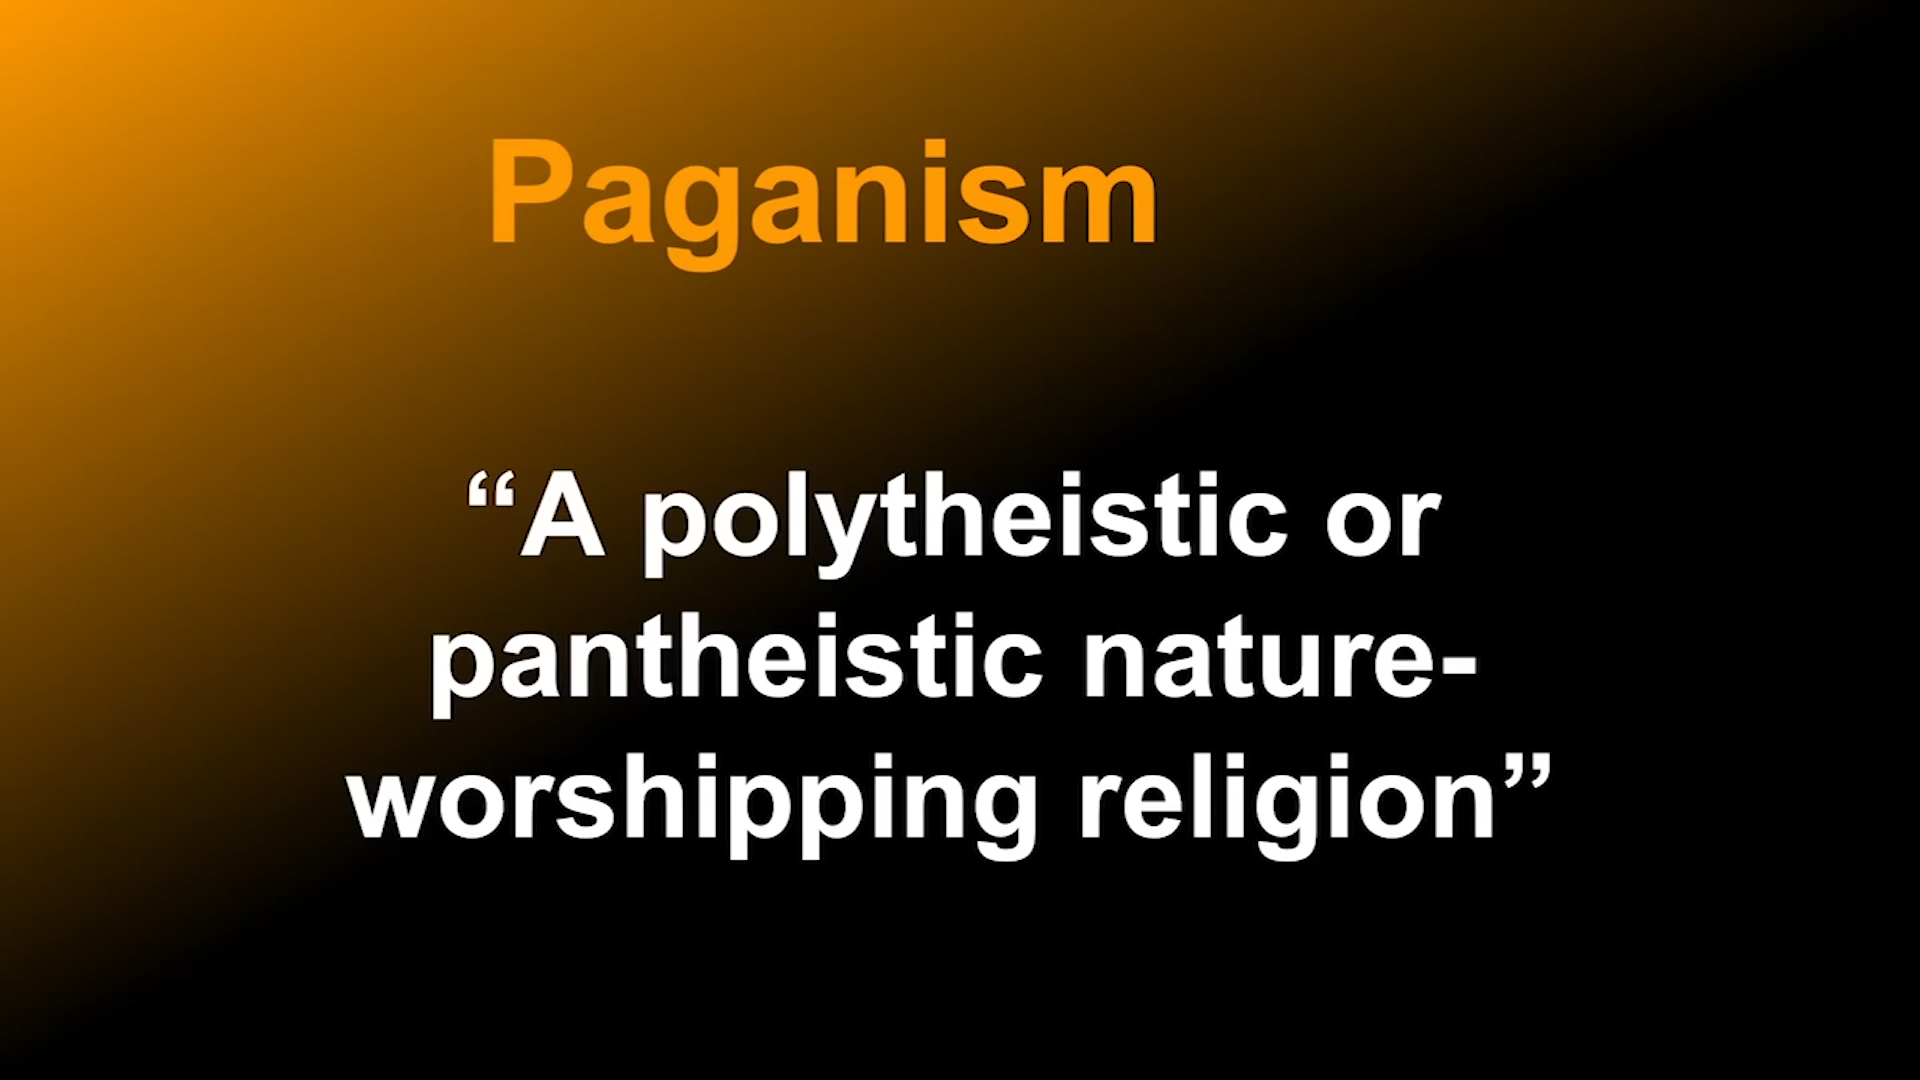 Paganism
“A polytheistic or
pantheistic nature-
worshipping religion”